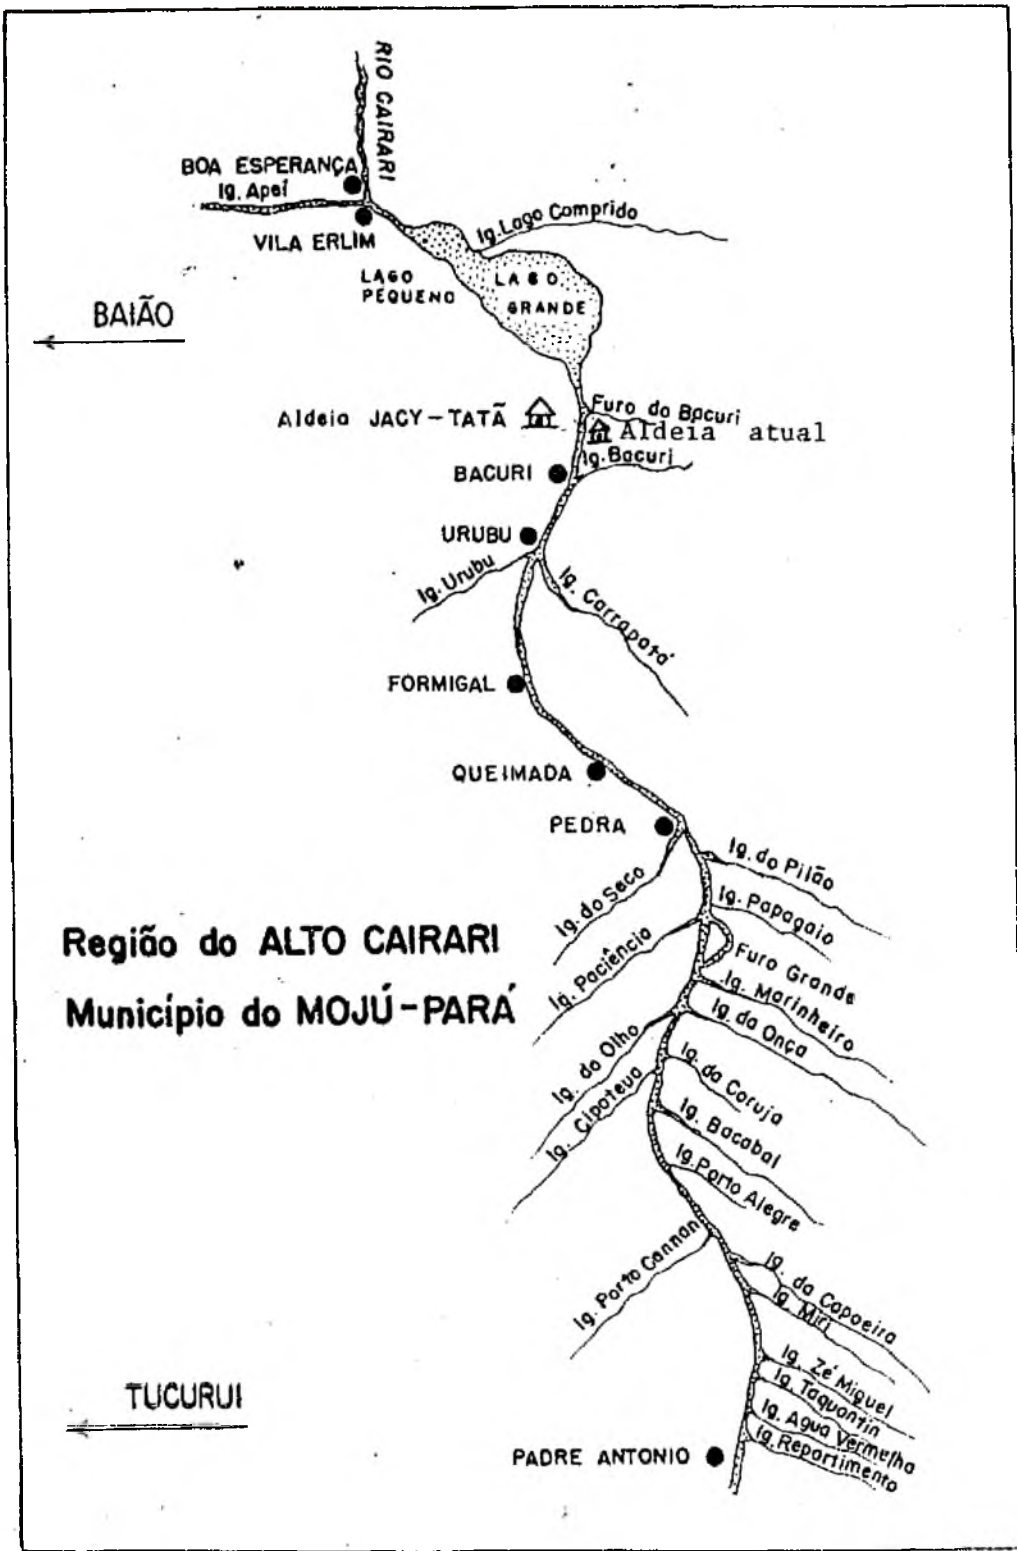 RIO CAIRARI
BOA ESPERANÇA
Ig. Apeí
VILA ERLIM
Ig. Lago Comprido
LAGO
PEQUENO
LAGO
GRANDE
BAIÃO
Furo do Bacuri
Aldeia JACY-TATÃ
Aldeia atual
Ig. Bacuri
BACURI
URUBU
Ig. Urubu
Ig. Carrapatá
FORMIGAL
QUEIMADA
PEDRA
Ig. do Pilão
Ig. do Seco
Ig. Papagaio
Região do ALTO CAIRARI
Município do MOJÚ-PARÁ
Ig. Paciência
Furo Grande
Ig. Marinheiro
Ig. da Onça
Ig. do Olho
Ig. Cipoteua
Ig. da Coruja
Ig. Bacabal
Ig. Porto Alegre
Ig. Porto Cannan
Ig. da Capoeira
Ig. Miri
TUCURUI
Ig. Zé Miguel
Ig. Taquantin
Ig. Agua Vermelha
Ig. Repartimento
PADRE ANTONIO